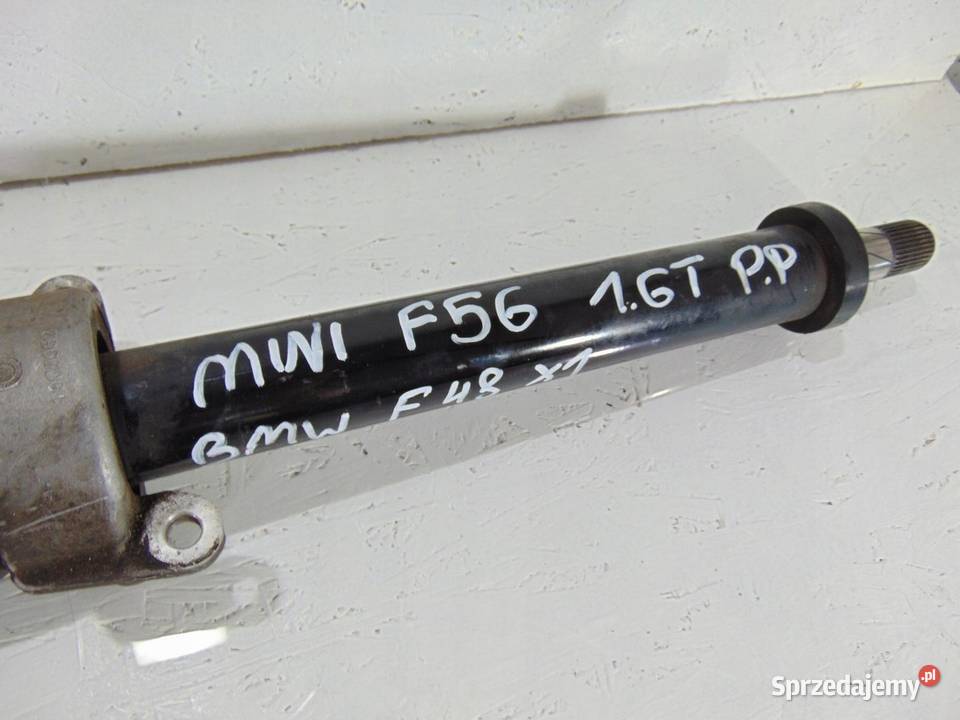 MINI F56 1.6T P.P
BMW F48 X1
Sprzedajemy.pl